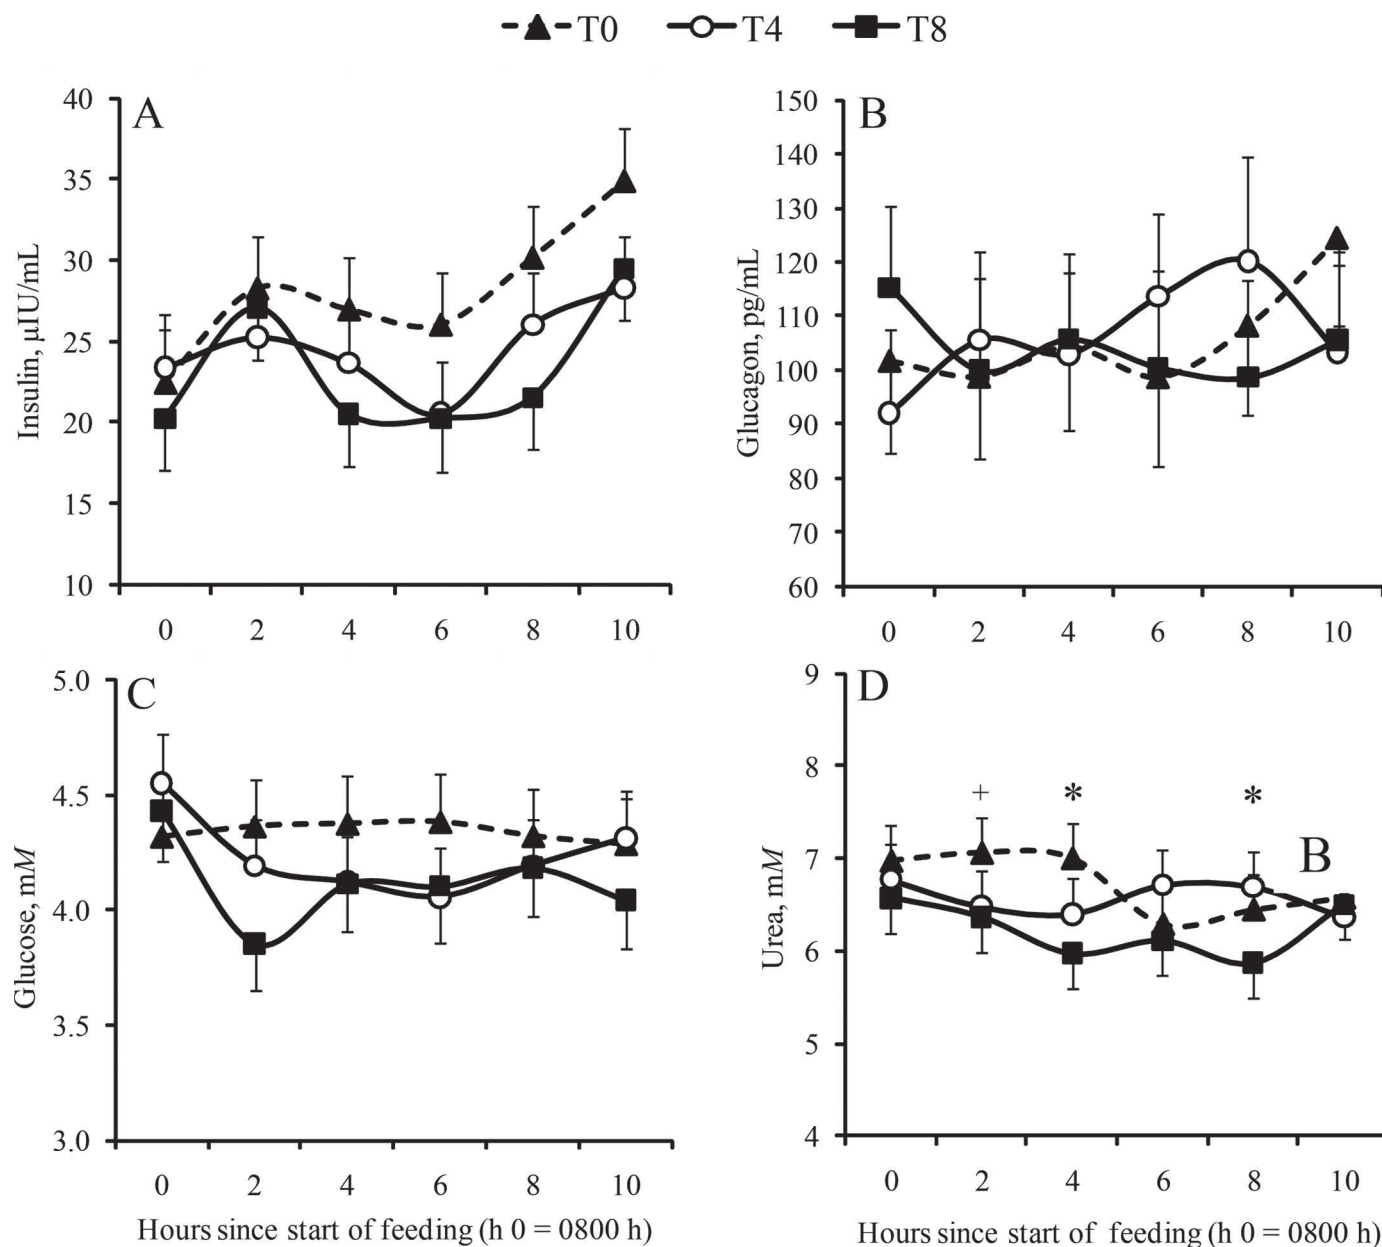 T0 T4 T8
A
40
35
30
25
20
15
10
Insulin, µIU/mL
0 2 4 6 8 10
B
150
140
130
120
110
100
90
80
70
60
Glucagon, pg/mL
0 2 4 6 8 10
C
5.0
4.5
4.0
3.5
3.0
Glucose, mM
0 2 4 6 8 10
Hours since start of feeding (h 0 = 0800 h)
D
9
8
7
6
5
4
Urea, mM
+ * *
B
0 2 4 6 8 10
Hours since start of feeding (h 0 = 0800 h)